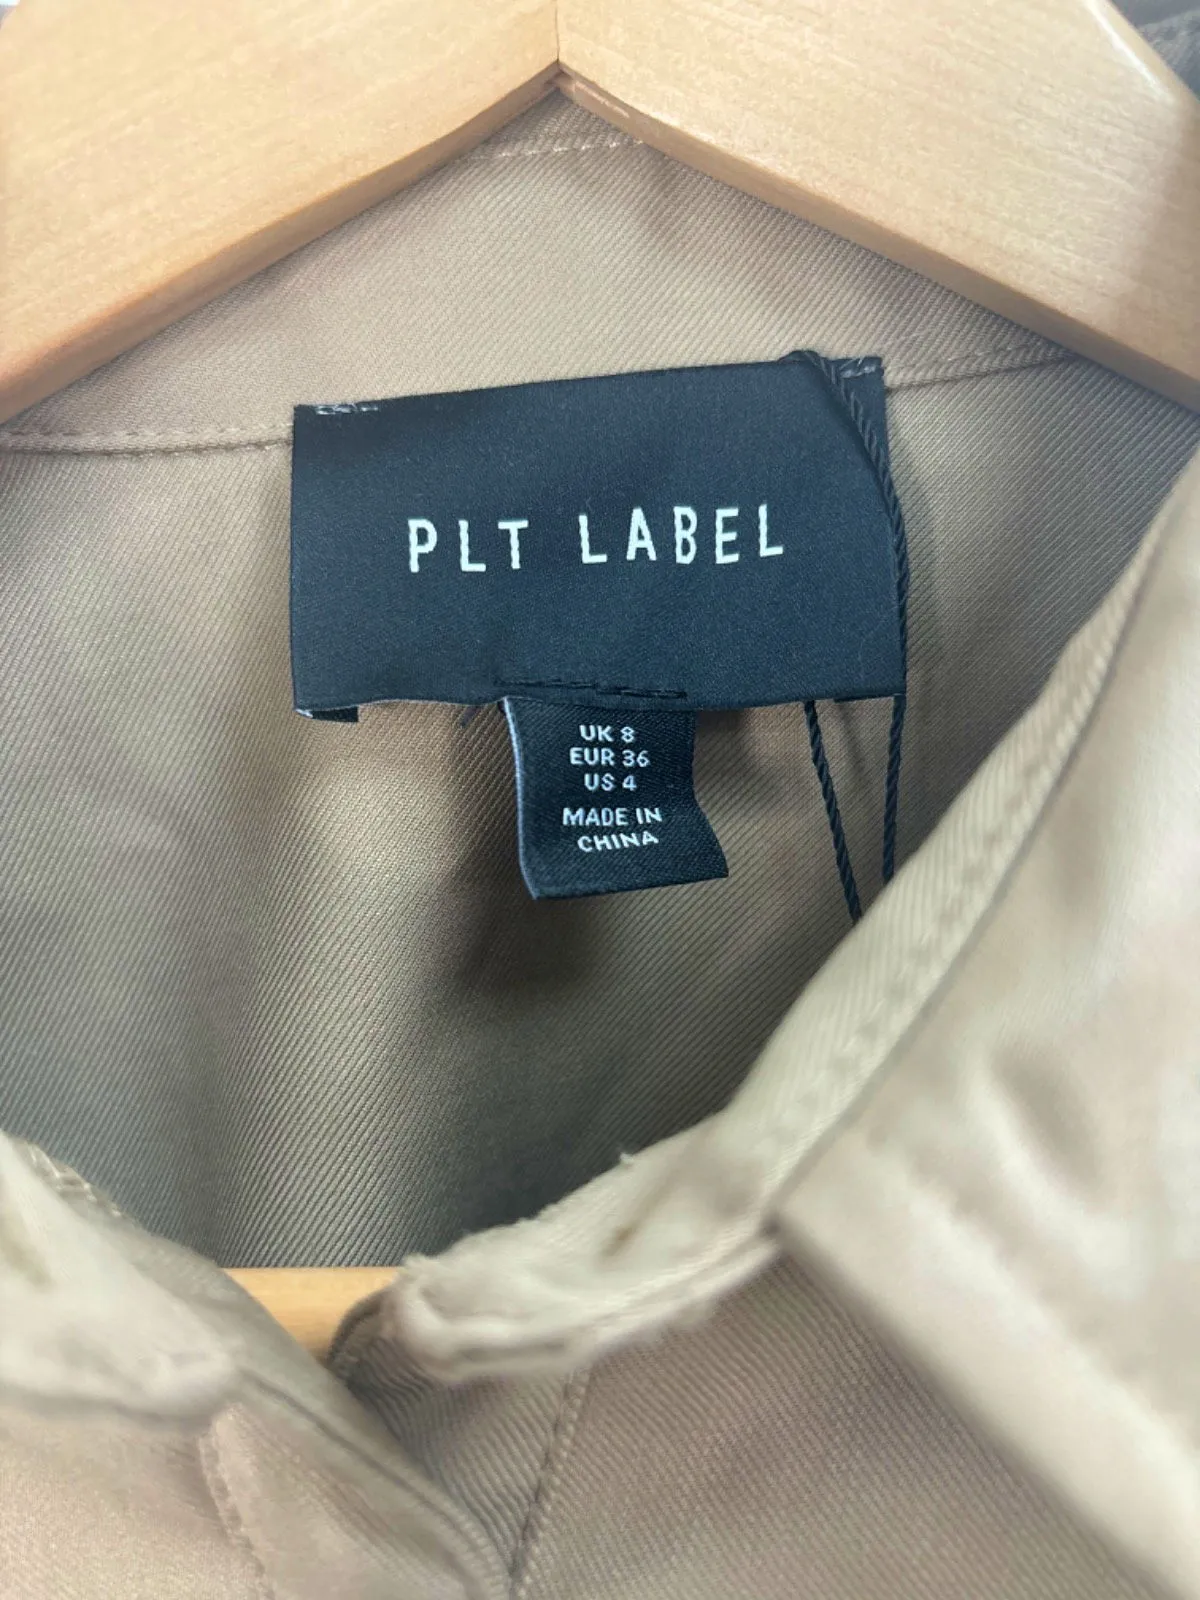 PLT LABEL
UK 8
EUR 36
US 4
MADE IN
CHINA